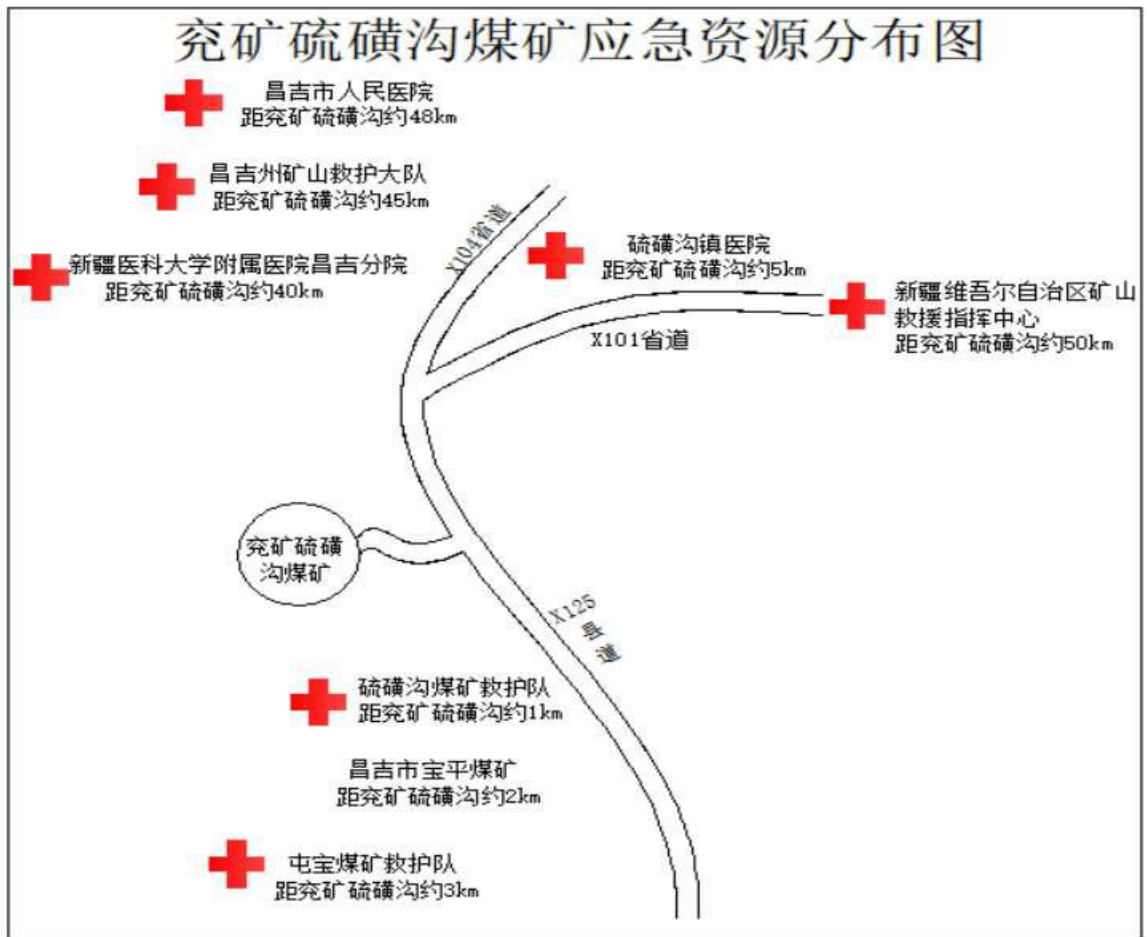 兖矿硫磺沟煤矿应急资源分布图
昌吉市人民医院
距兖矿硫磺沟约48km
昌吉州矿山救护大队
距兖矿硫磺沟约45km
新疆医科大学附属医院昌吉分院
距兖矿硫磺沟约40km
X104省道
硫磺沟镇医院
距兖矿硫磺沟约5km
新疆维吾尔自治区矿山
救援指挥中心
距兖矿硫磺沟约50km
X101省道
兖矿硫磺
沟煤矿
X125
县
道
硫磺沟煤矿救护队
距兖矿硫磺沟约1km
昌吉市宝平煤矿
距兖矿硫磺沟约2km
屯宝煤矿救护队
距兖矿硫磺沟约3km